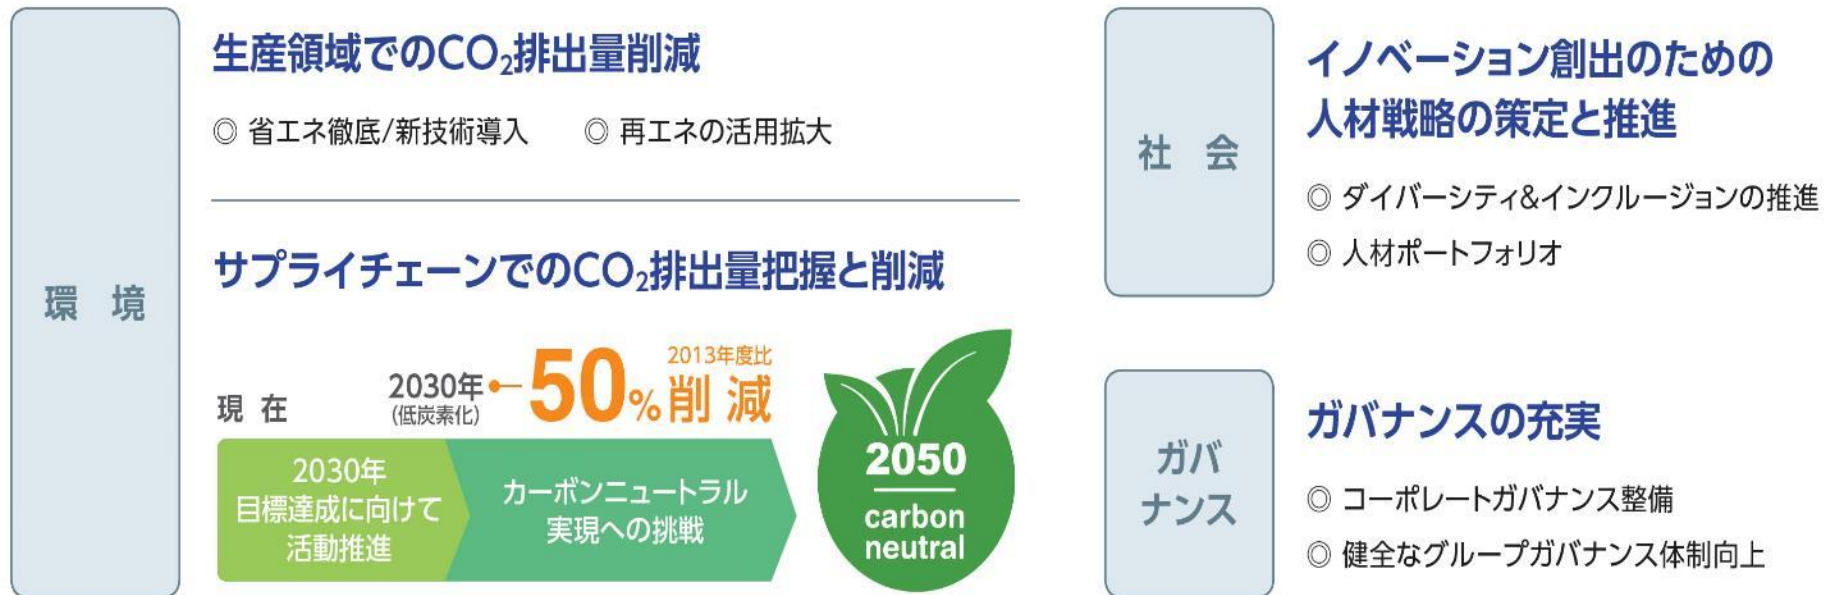 環 境
生産領域でのCO₂排出量削減
◎ 省エネ徹底/新技術導入 ◎ 再エネの活用拡大
サプライチェーンでのCO₂排出量把握と削減
現 在
2030年
(低炭素化)
50%削減
2013年度比
2030年
目標達成に向けて
活動推進
カーボンニュートラル
実現への挑戦
2050
carbon
neutral
社 会
イノベーション創出のための
人材戦略の策定と推進
◎ ダイバーシティ&インクルージョンの推進
◎ 人材ポートフォリオ
ガバ
ナンス
ガバナンスの充実
◎ コーポレートガバナンス整備
◎ 健全なグループガバナンス体制向上